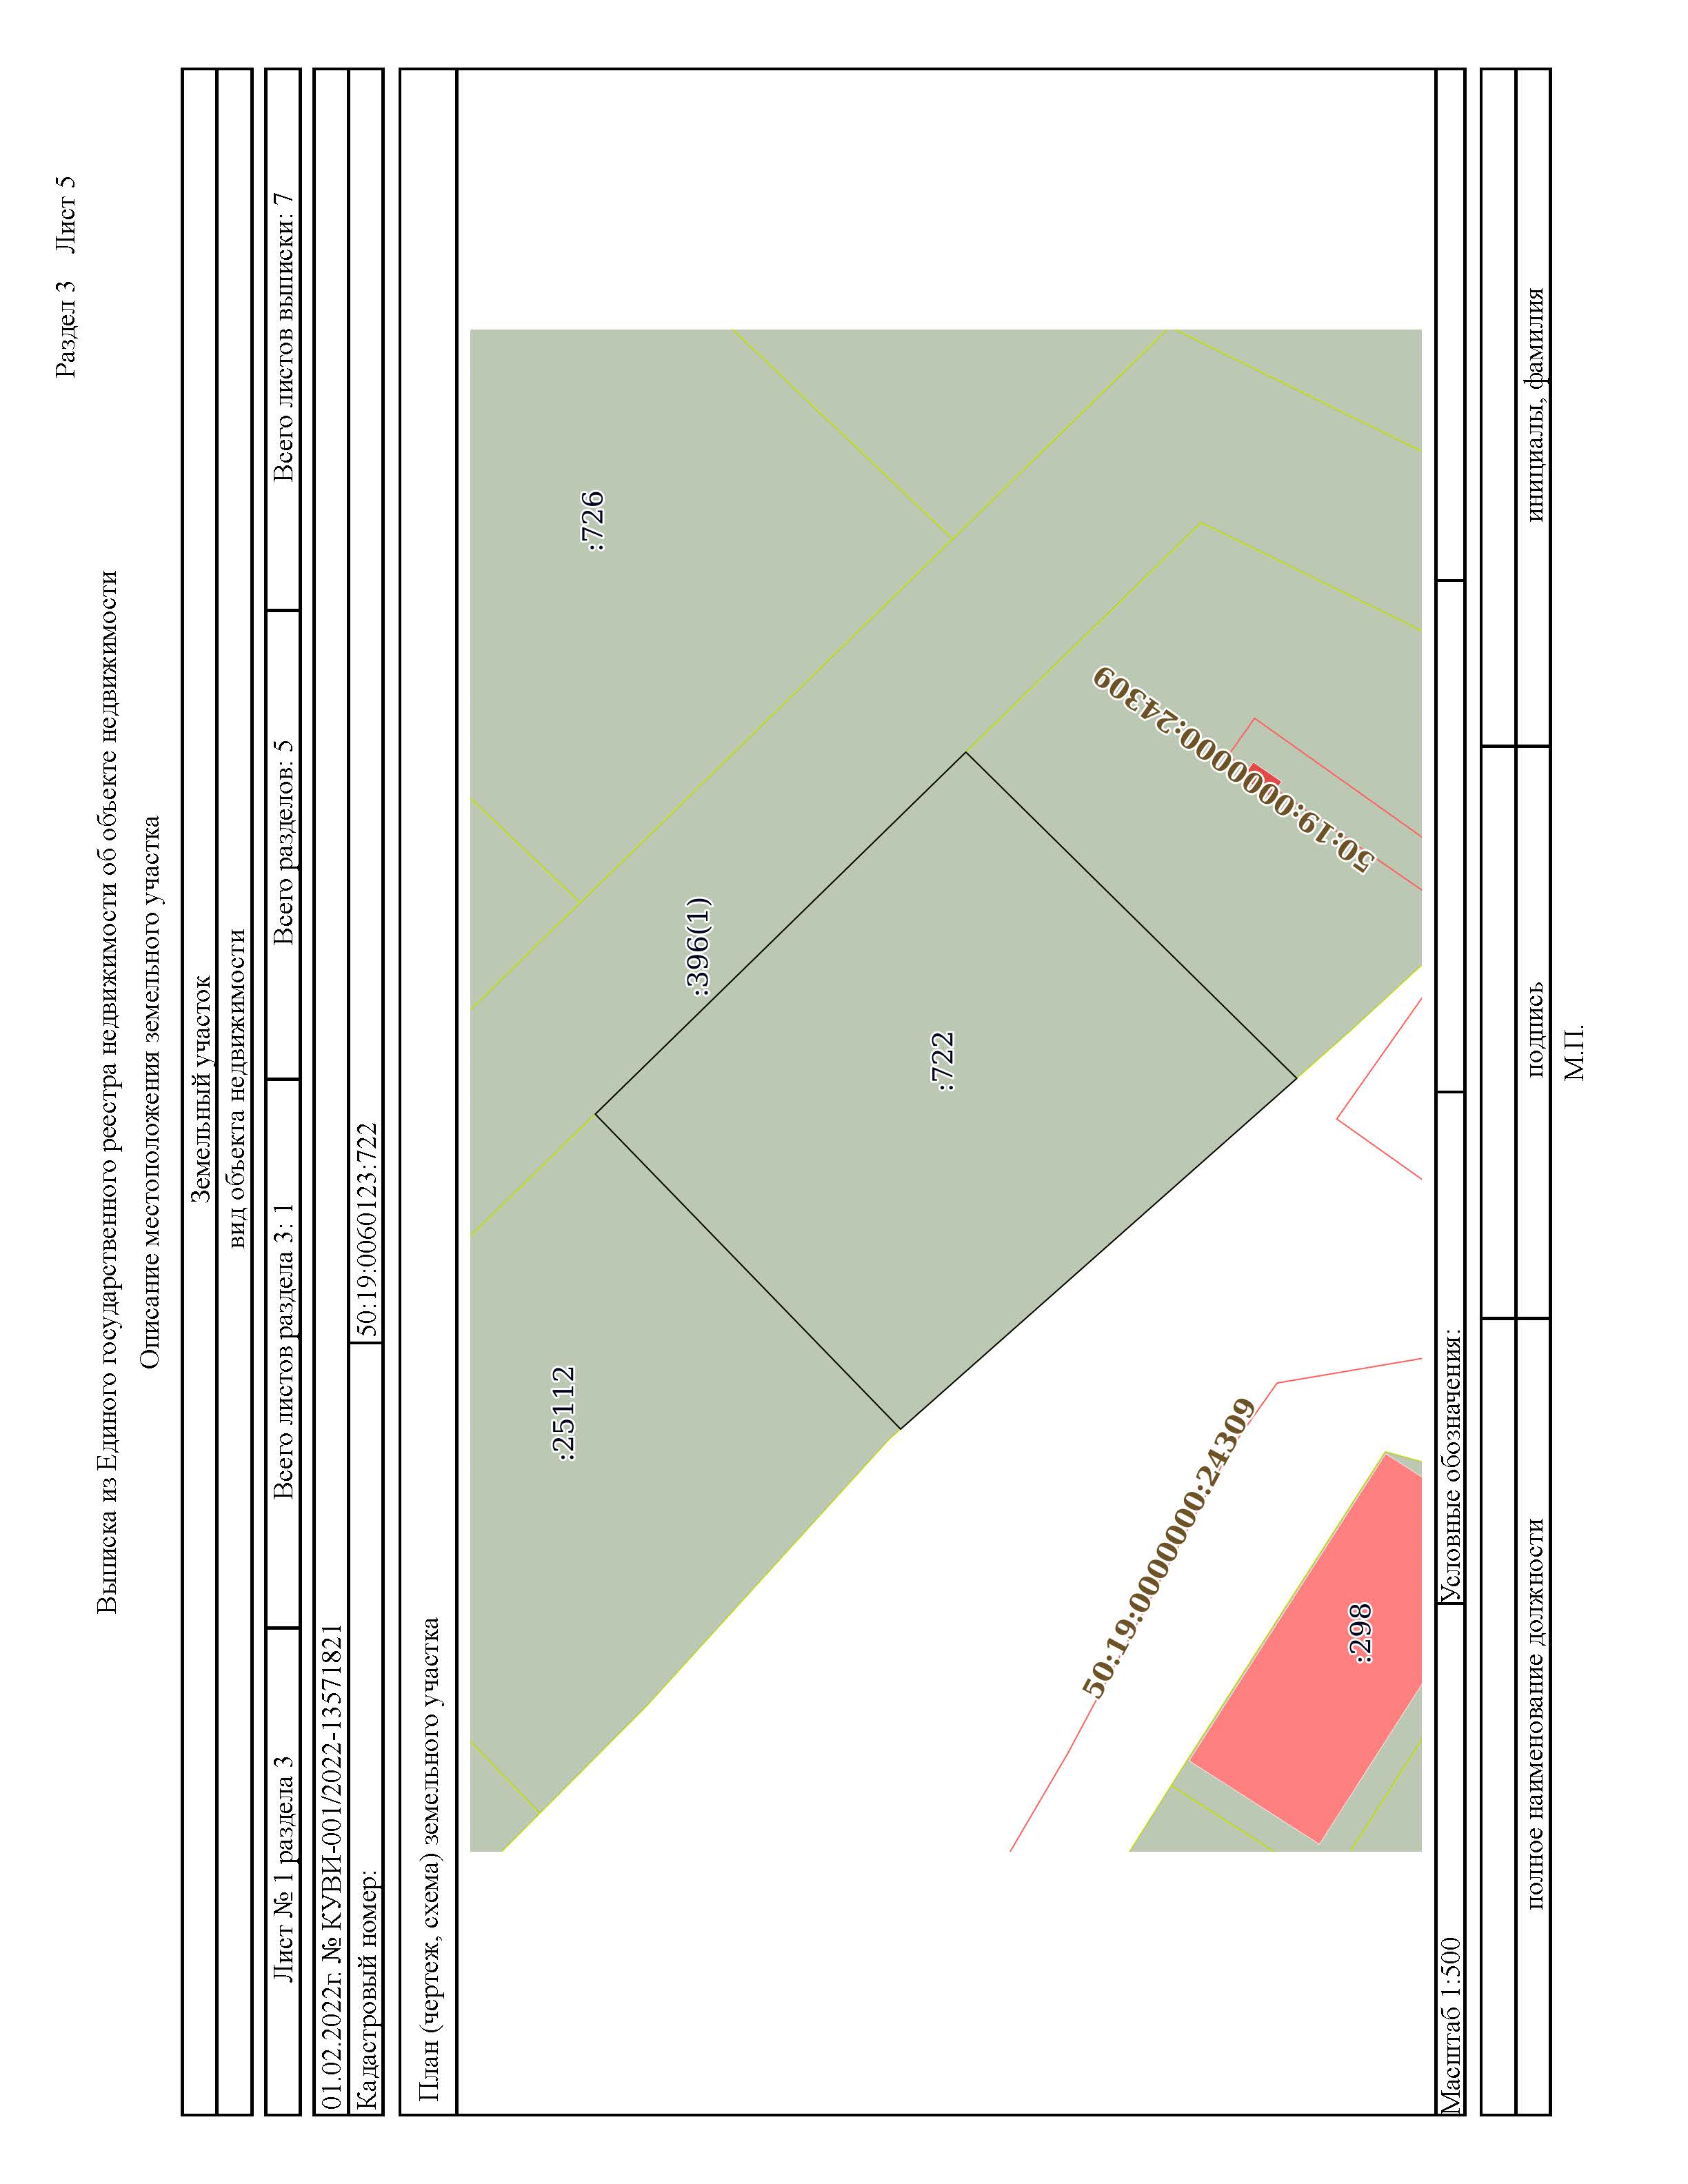 Раздел 3 Лист 5
Выписка из Единого государственного реестра недвижимости об объекте недвижимости
Описание местоположения земельного участка
Земельный участок
вид объекта недвижимости
Лист № 1 раздела 3 Всего листов раздела 3: 1 Всего разделов: 5 Всего листов выписки: 7
01.02.2022г. № КУВИ-001/2022-13571821
Кадастровый номер: 50:19:0060123:722
План (чертеж, схема) земельного участка
:25112
:726
:396(1)
:722
50:19:0000000:24309
50:19:0000000:24309
:298
Масштаб 1:500 Условные обозначения:
полное наименование должности подпись инициалы, фамилия
М.П.